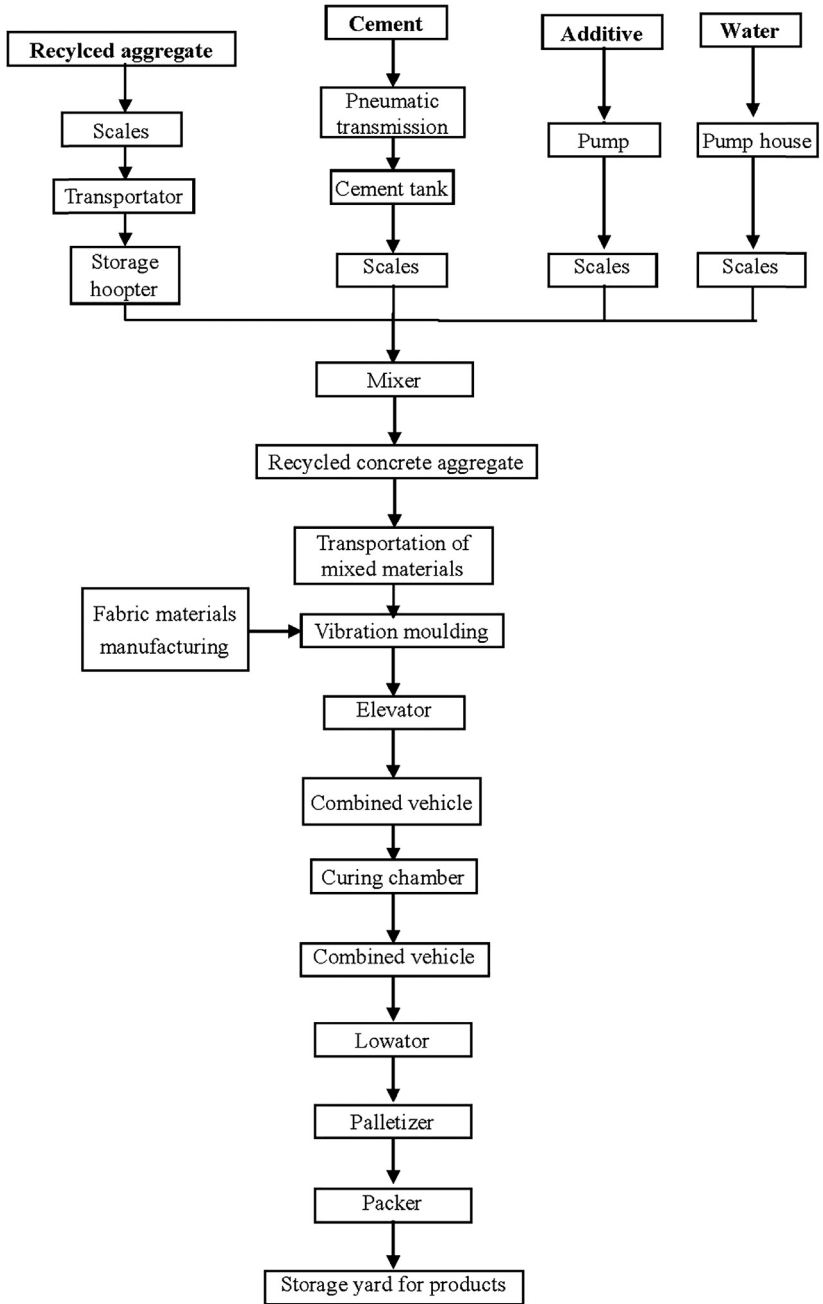 Recylced aggregate
Cement
Additive
Water
Scales
Transportator
Storage
hoopter
Pneumatic
transmission
Cement tank
Scales
Pump
Scales
Pump house
Scales
Mixer
Recycled concrete aggregate
Transportation of
mixed materials
Fabric materials
manufacturing
Vibration moulding
Elevator
Combined vehicle
Curing chamber
Combined vehicle
Lowator
Palletizer
Packer
Storage yard for products